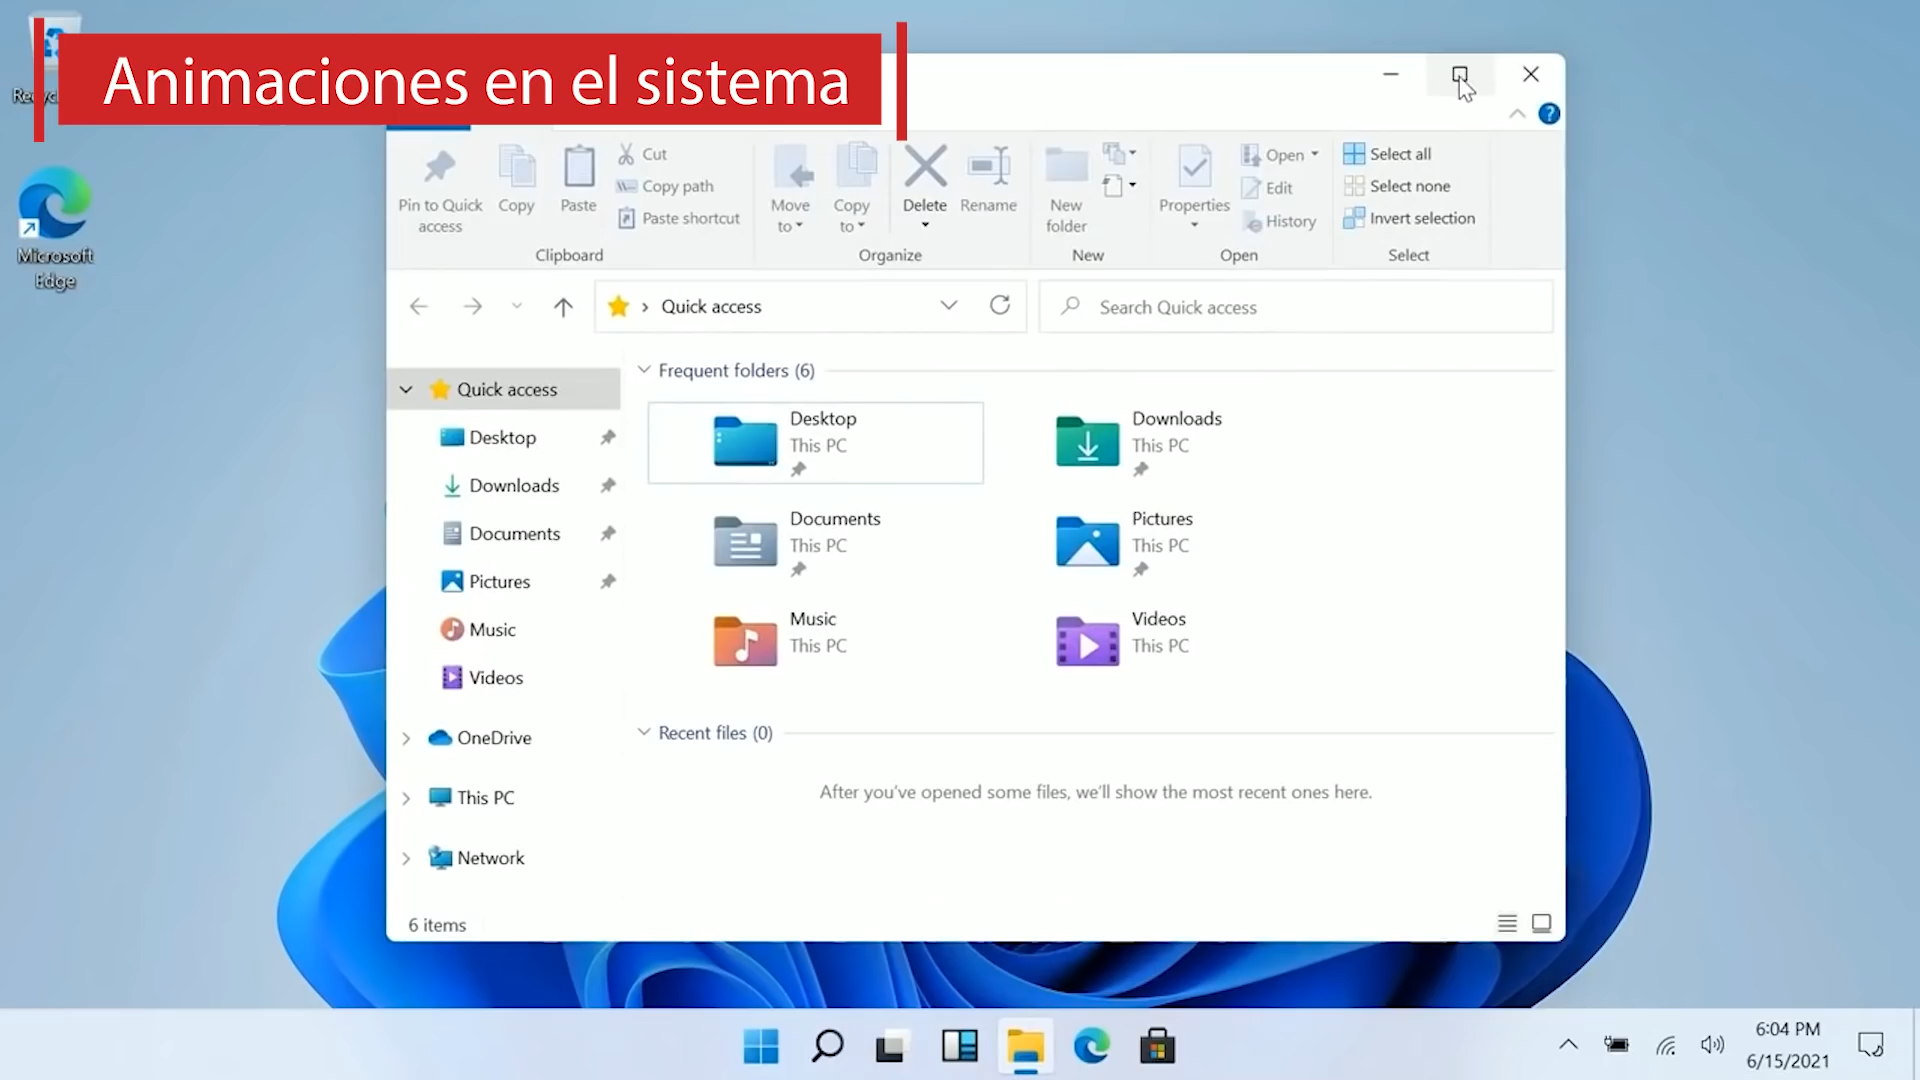 Animaciones en el sistema
Microsoft
Edge
Pin to Quick
access
Copy
Paste
Cut
Copy path
Paste shortcut
Clipboard
Move
to
Copy
to
Delete
Rename
Organize
New
folder
New
Properties
Open
Edit
History
Open
Select all
Select none
Invert selection
Select
Quick access
Search Quick access
Quick access
Desktop
Downloads
Documents
Pictures
Music
Videos
OneDrive
This PC
Network
Frequent folders (6)
Desktop
This PC
Downloads
This PC
Documents
This PC
Pictures
This PC
Music
This PC
Videos
This PC
Recent files (0)
After you've opened some files, we'll show the most recent ones here.
6 items
6:04 PM
6/15/2021